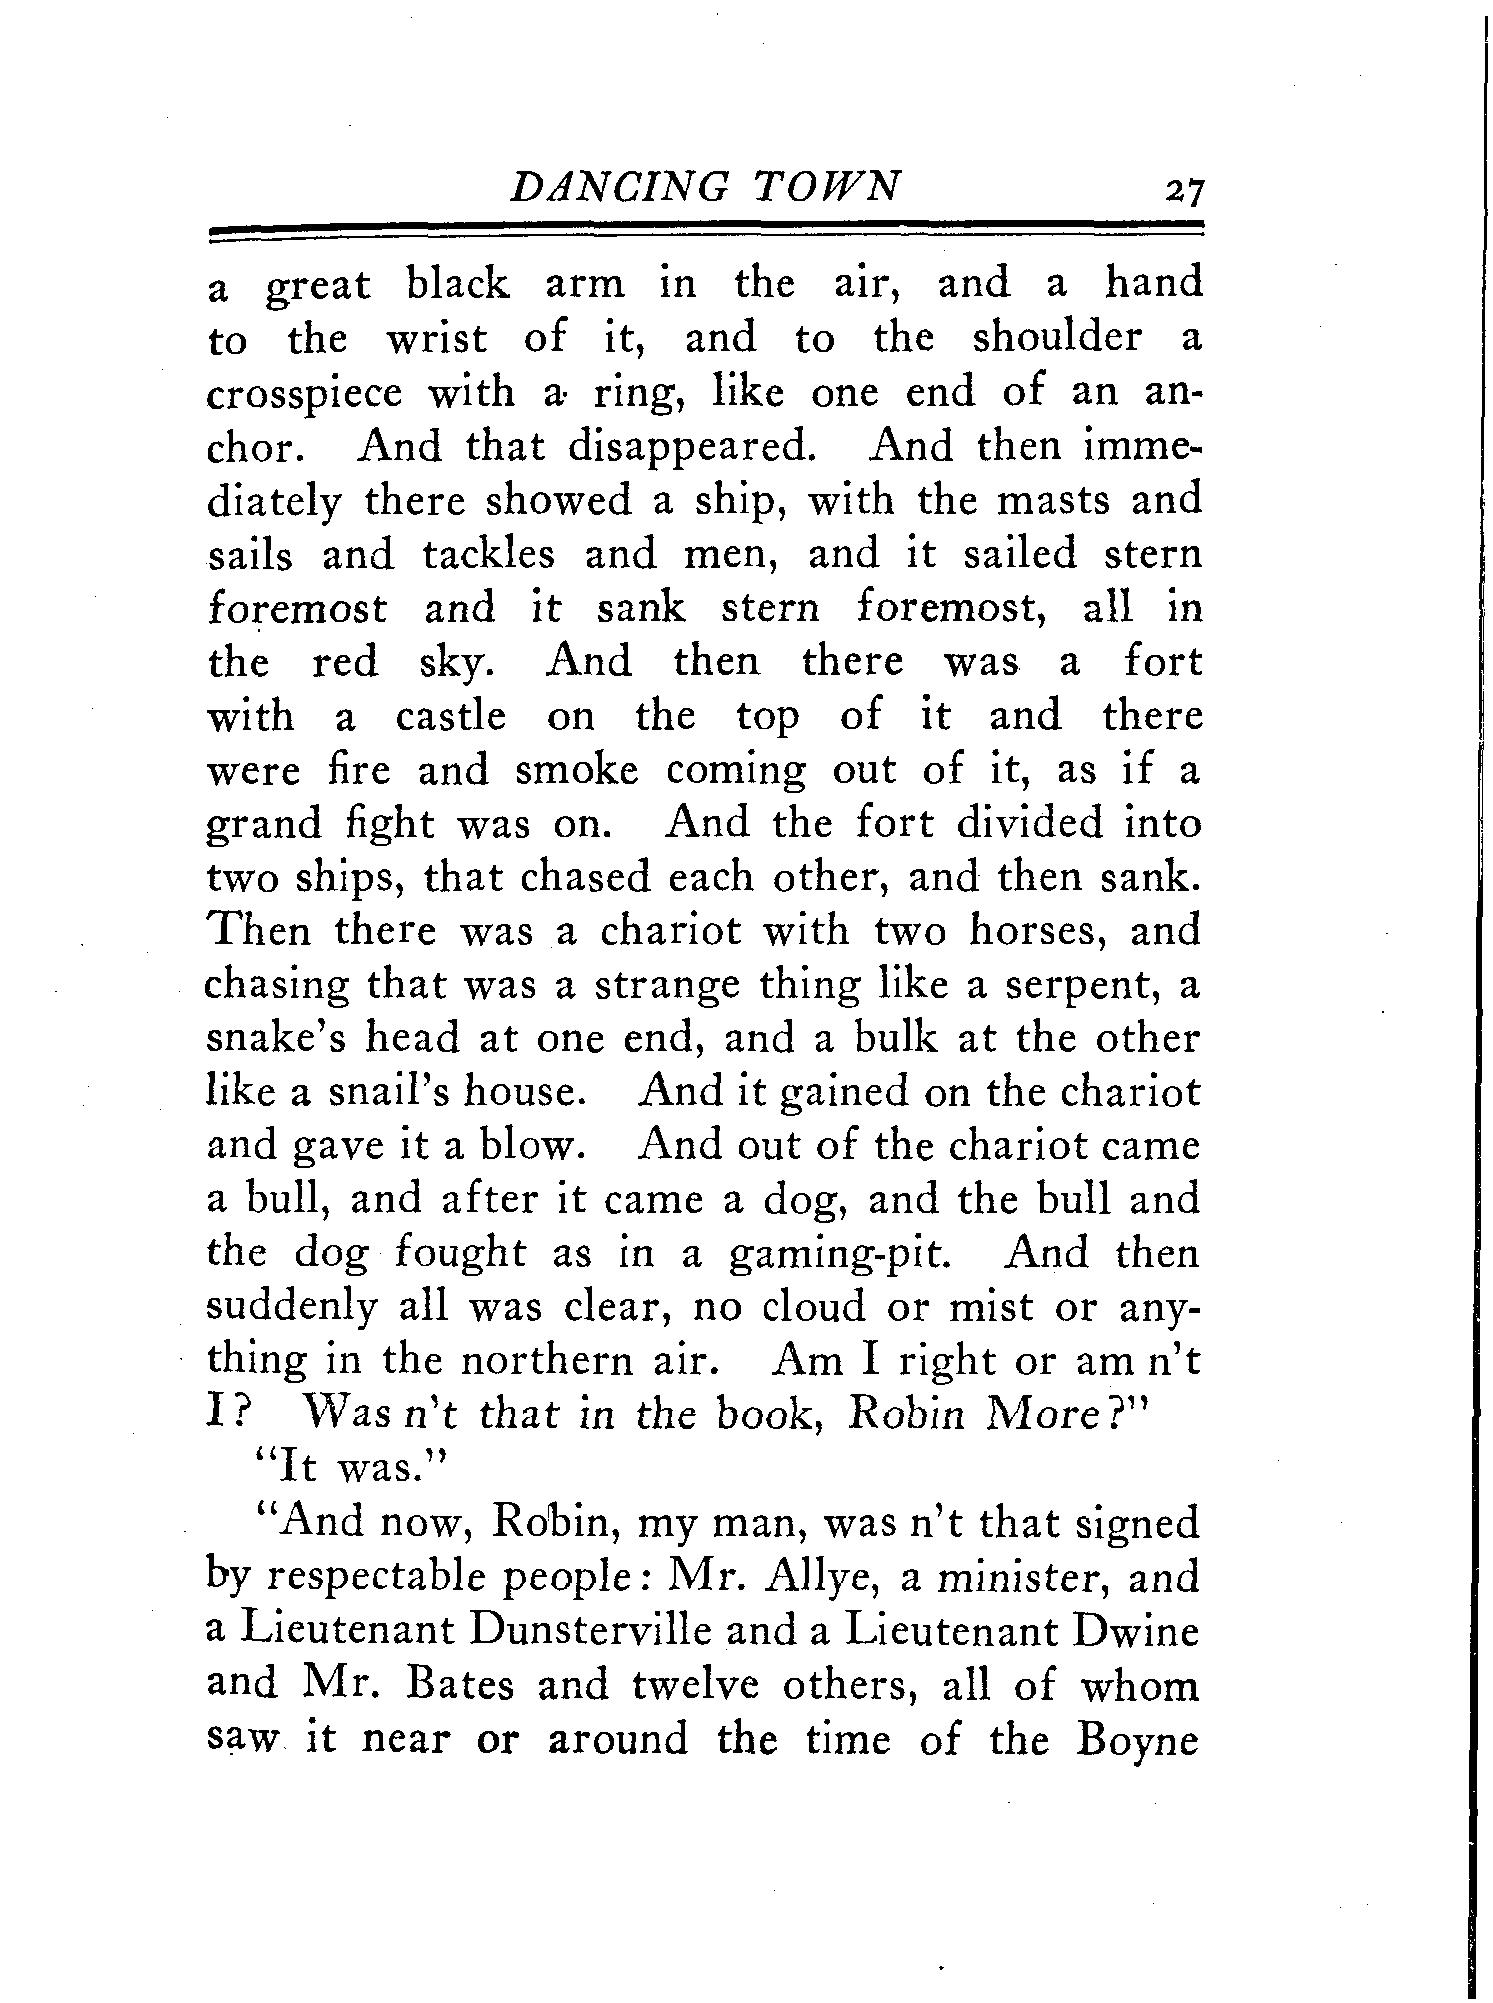 DANCING TOWN 27
a great black arm in the air, and a hand
to the wrist of it, and to the shoulder a
crosspiece with a ring, like one end of an an-
chor. And that disappeared. And then imme-
diately there showed a ship, with the masts and
sails and tackles and men, and it sailed stern
foremost and it sank stern foremost, all in
the red sky. And then there was a fort
with a castle on the top of it and there
were fire and smoke coming out of it, as if a
grand fight was on. And the fort divided into
two ships, that chased each other, and then sank.
Then there was a chariot with two horses, and
chasing that was a strange thing like a serpent, a
snake's head at one end, and a bulk at the other
like a snail's house. And it gained on the chariot
and gave it a blow. And out of the chariot came
a bull, and after it came a dog, and the bull and
the dog fought as in a gaming-pit. And then
suddenly all was clear, no cloud or mist or any-
thing in the northern air. Am I right or am n't
I? Was n't that in the book, Robin More?"
"It was."
"And now, Robin, my man, was n't that signed
by respectable people: Mr. Allye, a minister, and
a Lieutenant Dunsterville and a Lieutenant Dwine
and Mr. Bates and twelve others, all of whom
saw it near or around the time of the Boyne